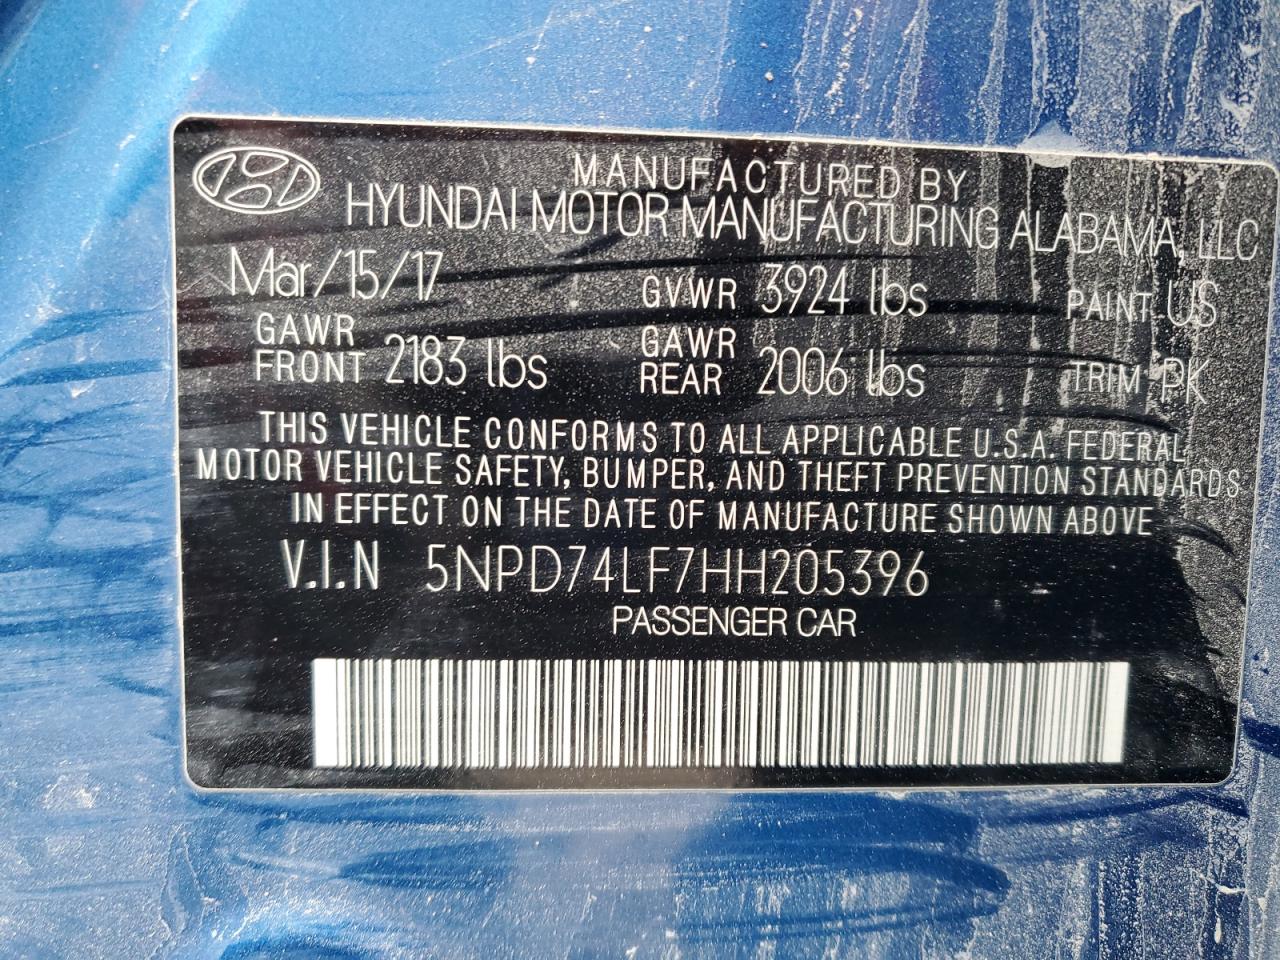 MANUFACTURED BY
HYUNDAI MOTOR MANUFACTURING ALABAMA, LLC
Mar/15/17 GVWR 3924 lbs PAINT US
GAWR FRONT 2183 lbs GAWR REAR 2006 lbs TRIM PK
THIS VEHICLE CONFORMS TO ALL APPLICABLE U.S.A. FEDERAL
MOTOR VEHICLE SAFETY, BUMPER, AND THEFT PREVENTION STANDARDS
IN EFFECT ON THE DATE OF MANUFACTURE SHOWN ABOVE
V.I.N 5NPD74LF7HH205396
PASSENGER CAR